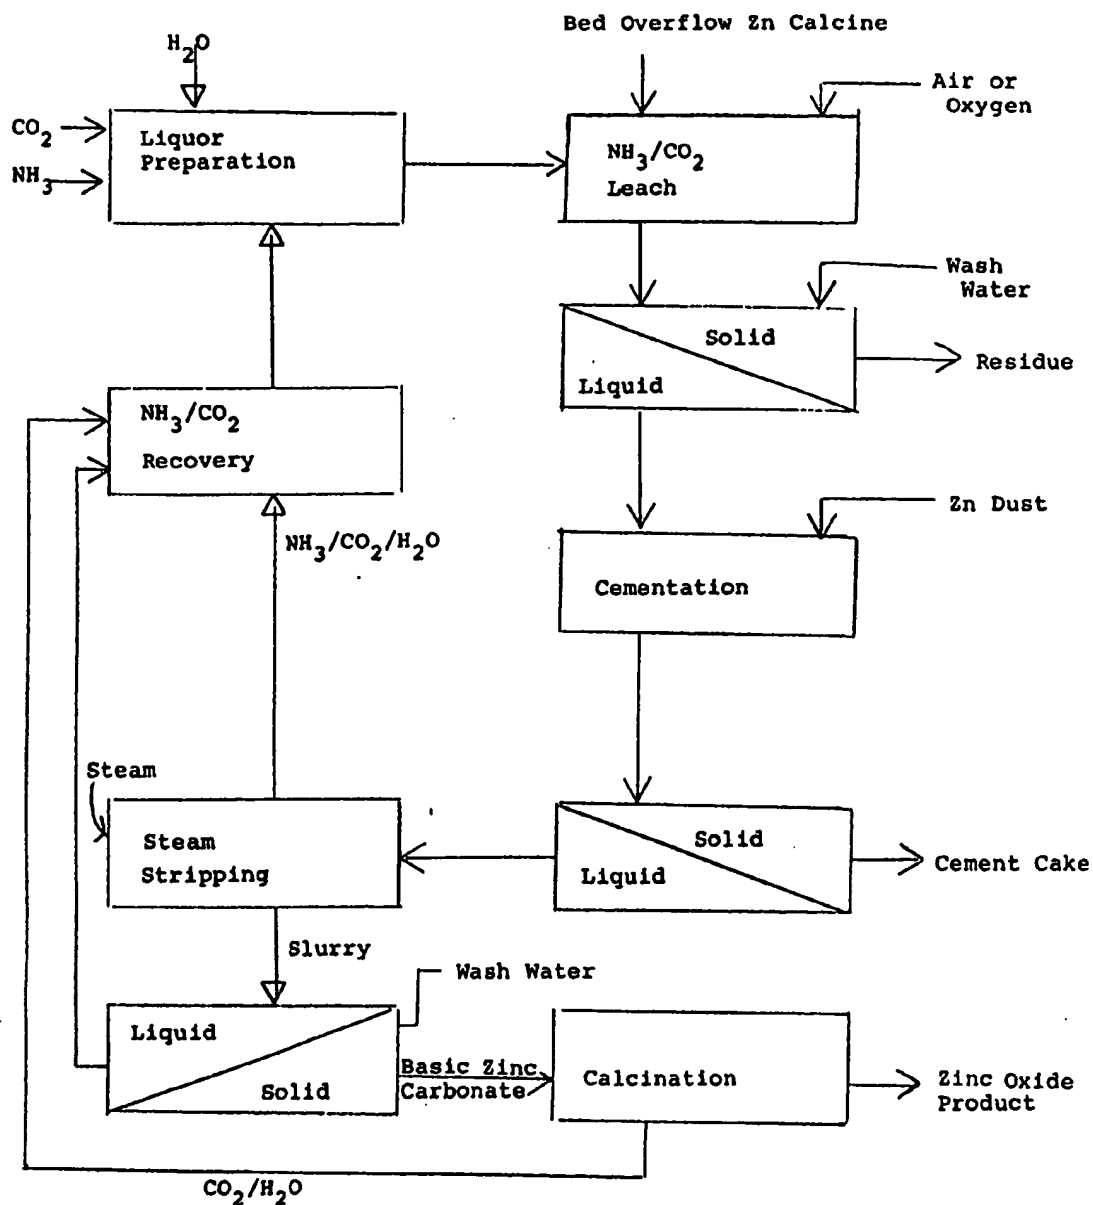 Bed Overflow Zn Calcine
H2O
Air or
Oxygen
CO2
NH3
Liquor
Preparation
NH3/CO2
Leach
Wash
Water
Solid
Liquid
Residue
NH3/CO2
Recovery
Zn Dust
NH3/CO2/H2O
Cementation
Steam
Steam
Stripping
Solid
Liquid
Cement Cake
Slurry
Wash Water
Liquid
Solid
Basic Zinc
Carbonate
Calcination
Zinc Oxide
Product
CO2/H2O